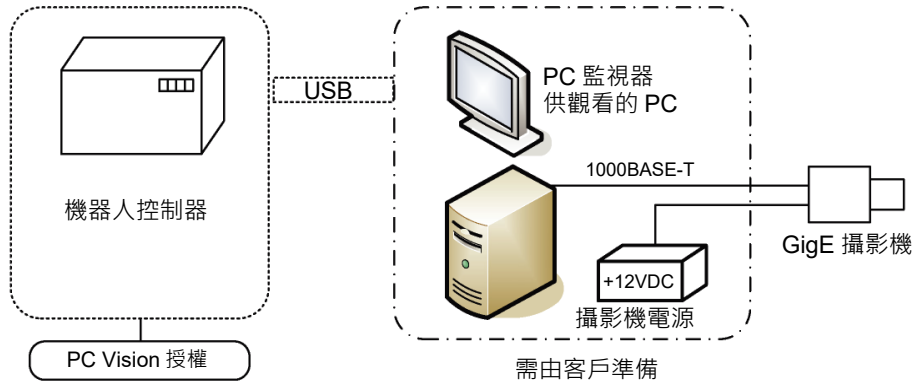 機器人控制器
PC Vision 授權
USB
PC 監視器
供觀看的 PC
1000BASE-T
+12VDC
攝影機電源
需由客戶準備
GigE 攝影機